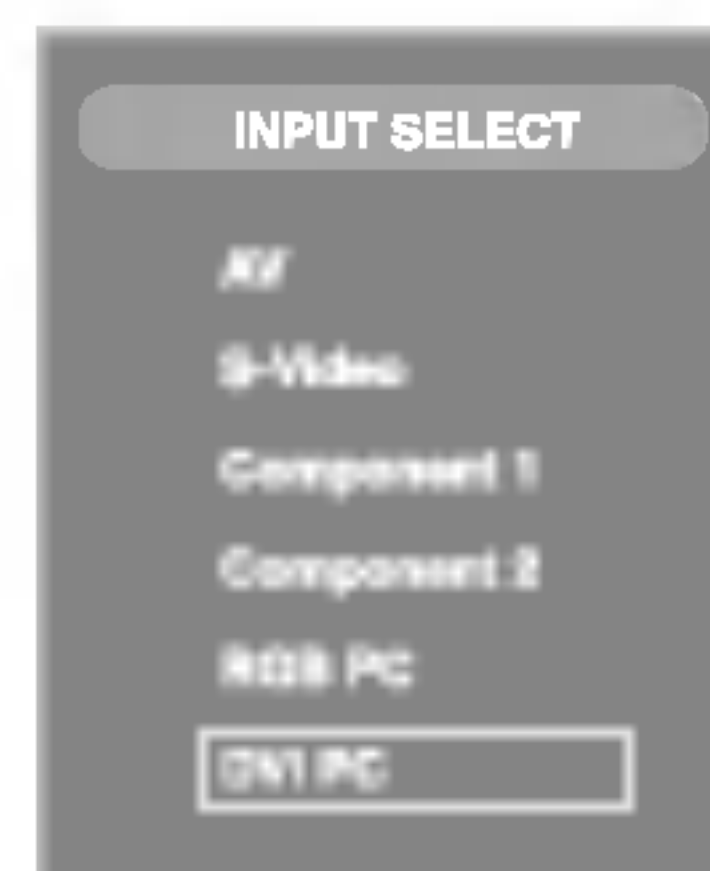 INPUT SELECT
AV
S-Video
Component 1
Component 2
RGB PC
DVI PC